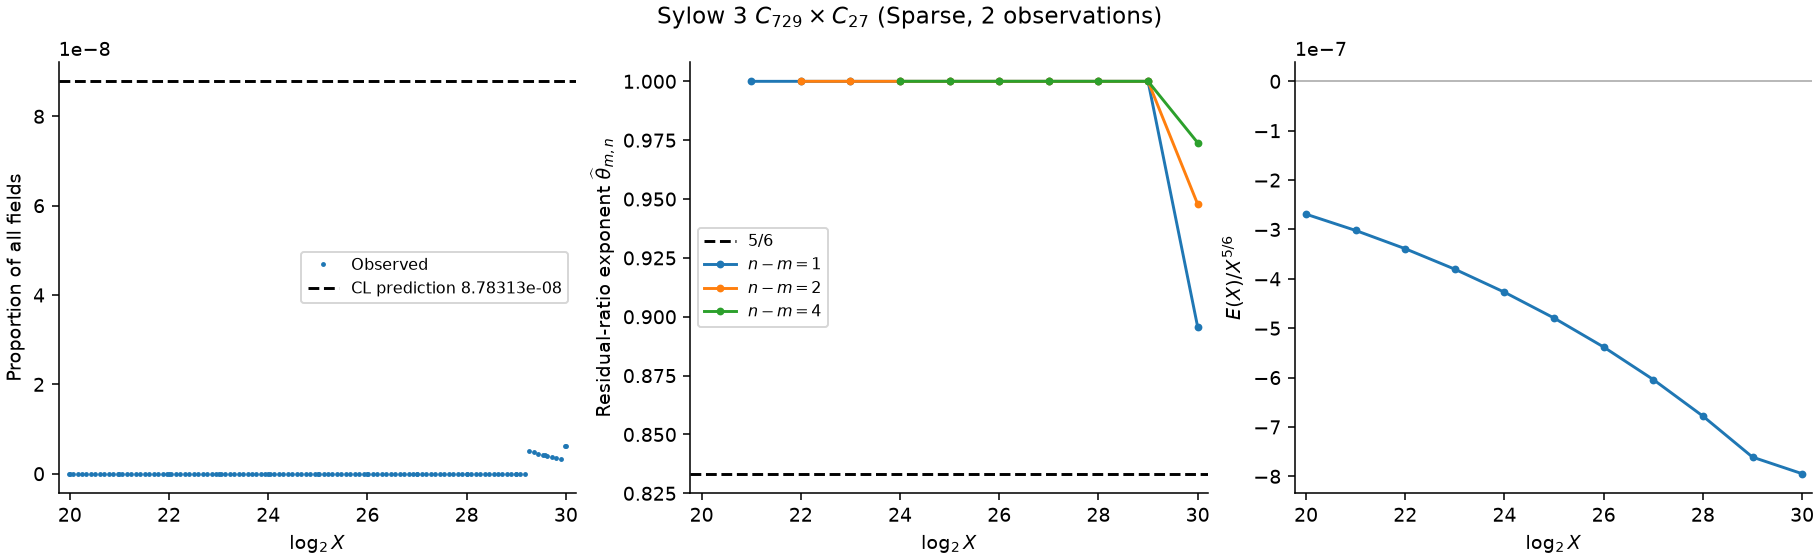 Sylow 3 C₇₂₉ × C₂₇ (Sparse, 2 observations)
1e−8
Proportion of all fields
8
6
4
2
0
Observed
CL prediction 8.78313e-08
20 22 24 26 28 30
log₂ X
Residual-ratio exponent θ̂ₘ,ₙ
1.000
0.975
0.950
0.925
0.900
0.875
0.850
0.825
5/6
n − m = 1
n − m = 2
n − m = 4
20 22 24 26 28 30
log₂ X
1e−7
E(X)/X^{5/6}
0
−1
−2
−3
−4
−5
−6
−7
−8
20 22 24 26 28 30
log₂ X